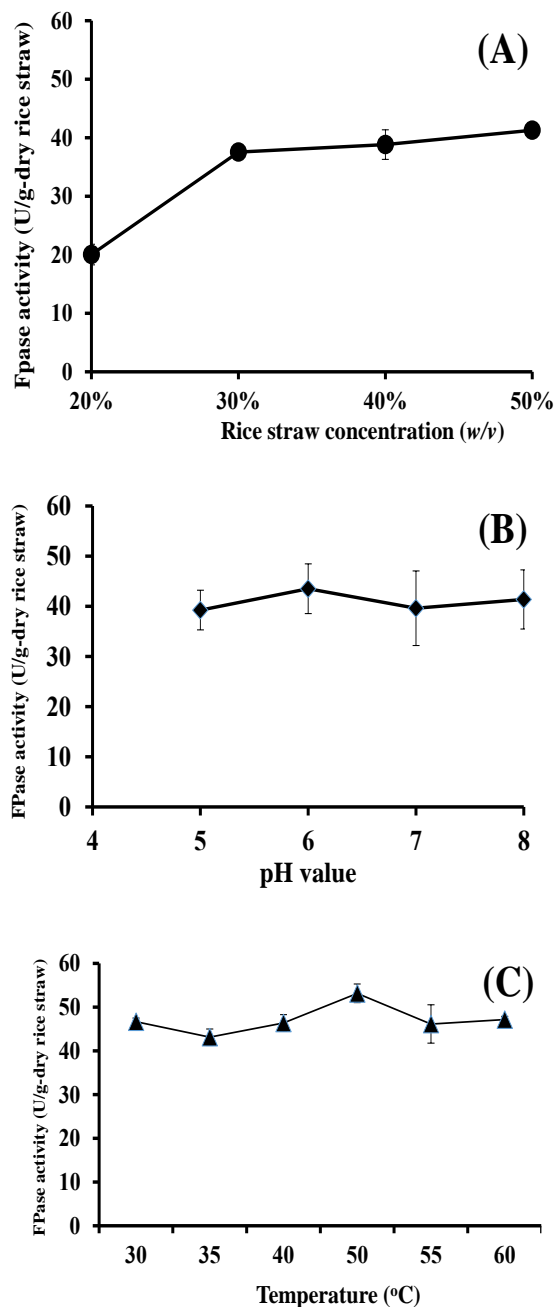 (A)
Fpase activity (U/g-dry rice straw)
60
50
40
30
20
10
0
20% 30% 40% 50%
Rice straw concentration (w/v)
(B)
FPase activity (U/g-dry rice straw)
60
50
40
30
20
10
0
4 5 6 7 8
pH value
(C)
FPase activity (U/g-dry rice straw)
60
50
40
30
20
10
0
30 35 40 50 55 60
Temperature (ºC)